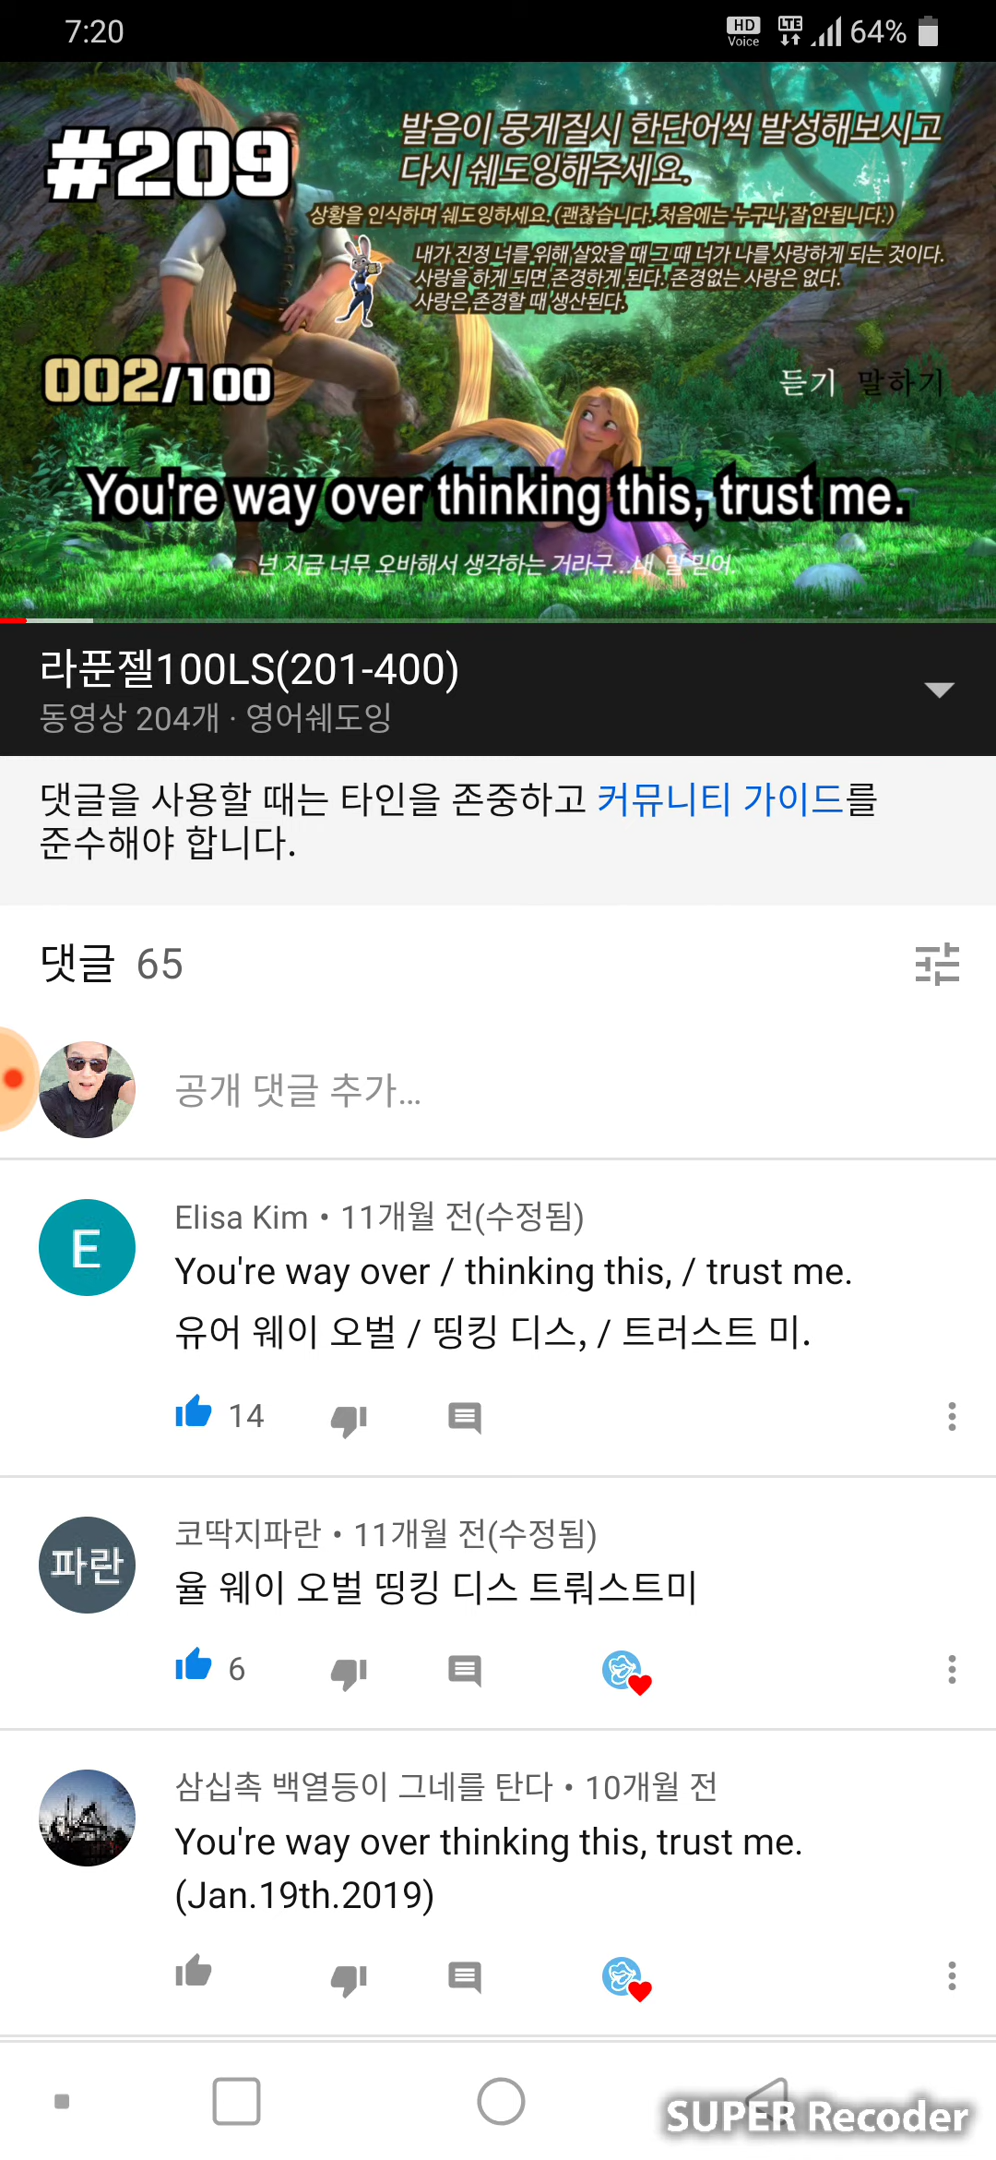 7:20
HD Voice LTE 64%
#209
발음이 뭉게질시 한단어씩 발성해보시고
다시 쉐도잉해주세요.
상황을 인식하며 쉐도잉하세요.(괜찮습니다. 처음에는 누구나 잘 안됩니다.)
내가 진정 너를 위해 살았을 때 그 때 너가 나를 사랑하게 되는 것이다.
사랑을 하게 되면 존경하게 된다. 존경없는 사랑은 없다.
사랑은 존경할 때 생산된다.
002/100
듣기 말하기
You're way over thinking this, trust me.
넌 지금 너무 오바해서 생각하는 거라구...내 말 믿어.
라푼젤100LS(201-400)
동영상 204개 · 영어쉐도잉
댓글을 사용할 때는 타인을 존중하고 커뮤니티 가이드를
준수해야 합니다.
댓글 65
공개 댓글 추가...
E
Elisa Kim • 11개월 전(수정됨)
You're way over / thinking this, / trust me.
유어 웨이 오벌 / 띵킹 디스, / 트러스트 미.
14
파란
코딱지파란 • 11개월 전(수정됨)
율 웨이 오벌 띵킹 디스 트뤄스트미
6
삼십촉 백열등이 그네를 탄다 • 10개월 전
You're way over thinking this, trust me.
(Jan.19th.2019)
SUPER Recoder